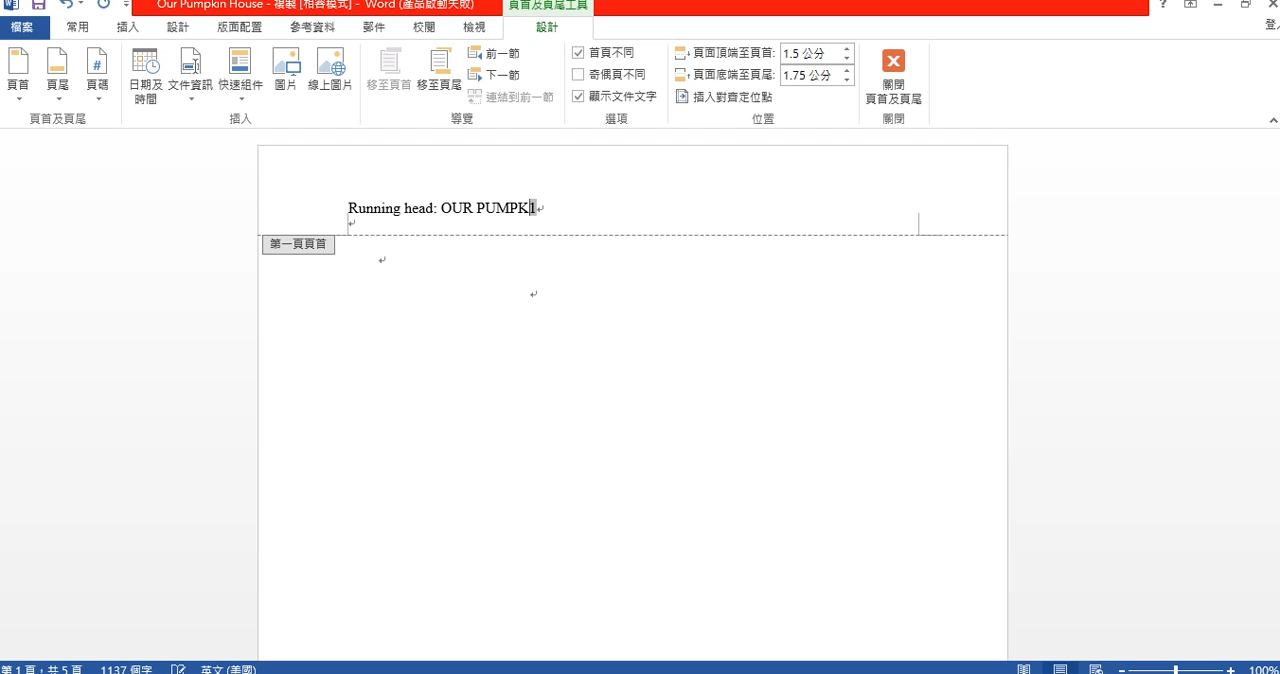 Our Pumpkin House - 複製 [相容模式] - Word (產品啟動失敗)
頁首及頁尾工具
?
檔案 常用 插入 設計 版面配置 參考資料 郵件 校閱 檢視 設計 登
頁首 頁尾 頁碼
頁首及頁尾
日期及時間 文件資訊 快速組件 圖片 線上圖片
插入
移至頁首 移至頁尾
前一節
下一節
連結到前一節
導覽
首頁不同
奇偶頁不同
顯示文件文字
選項
頁面頂端至頁首: 1.5 公分
頁面底端至頁尾: 1.75 公分
插入對齊定位點
位置
關閉
頁首及頁尾
關閉
Running head: OUR PUMPK1
第一頁頁首
第 1 頁，共 5 頁 1137 個字 英文 (美國) 100%